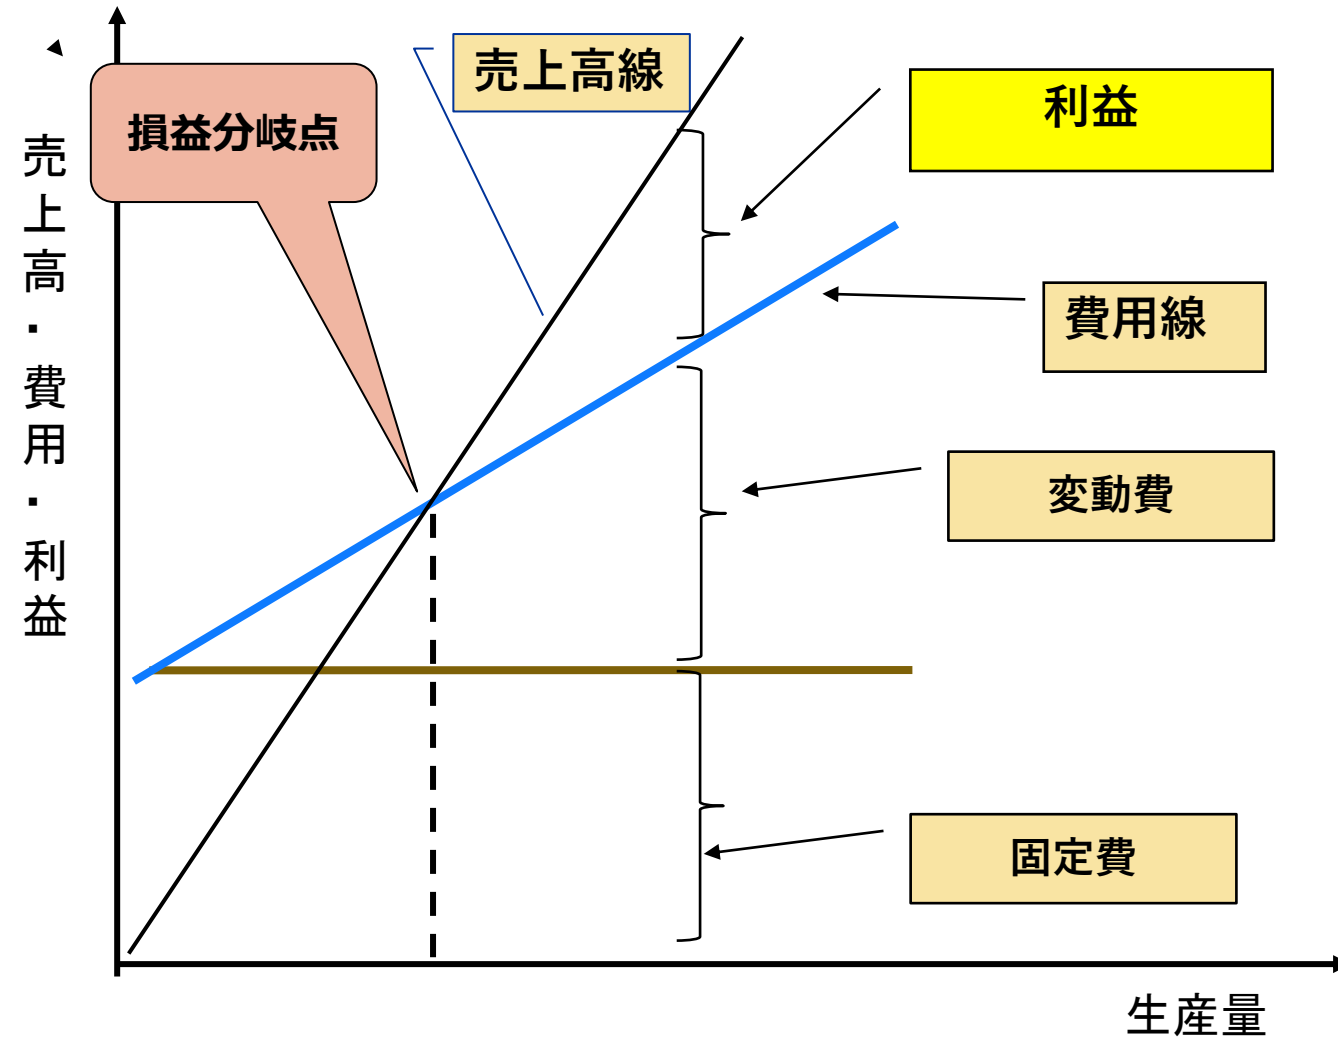 売上高線
利益
損益分岐点
売上高・費用・利益
費用線
変動費
固定費
生産量